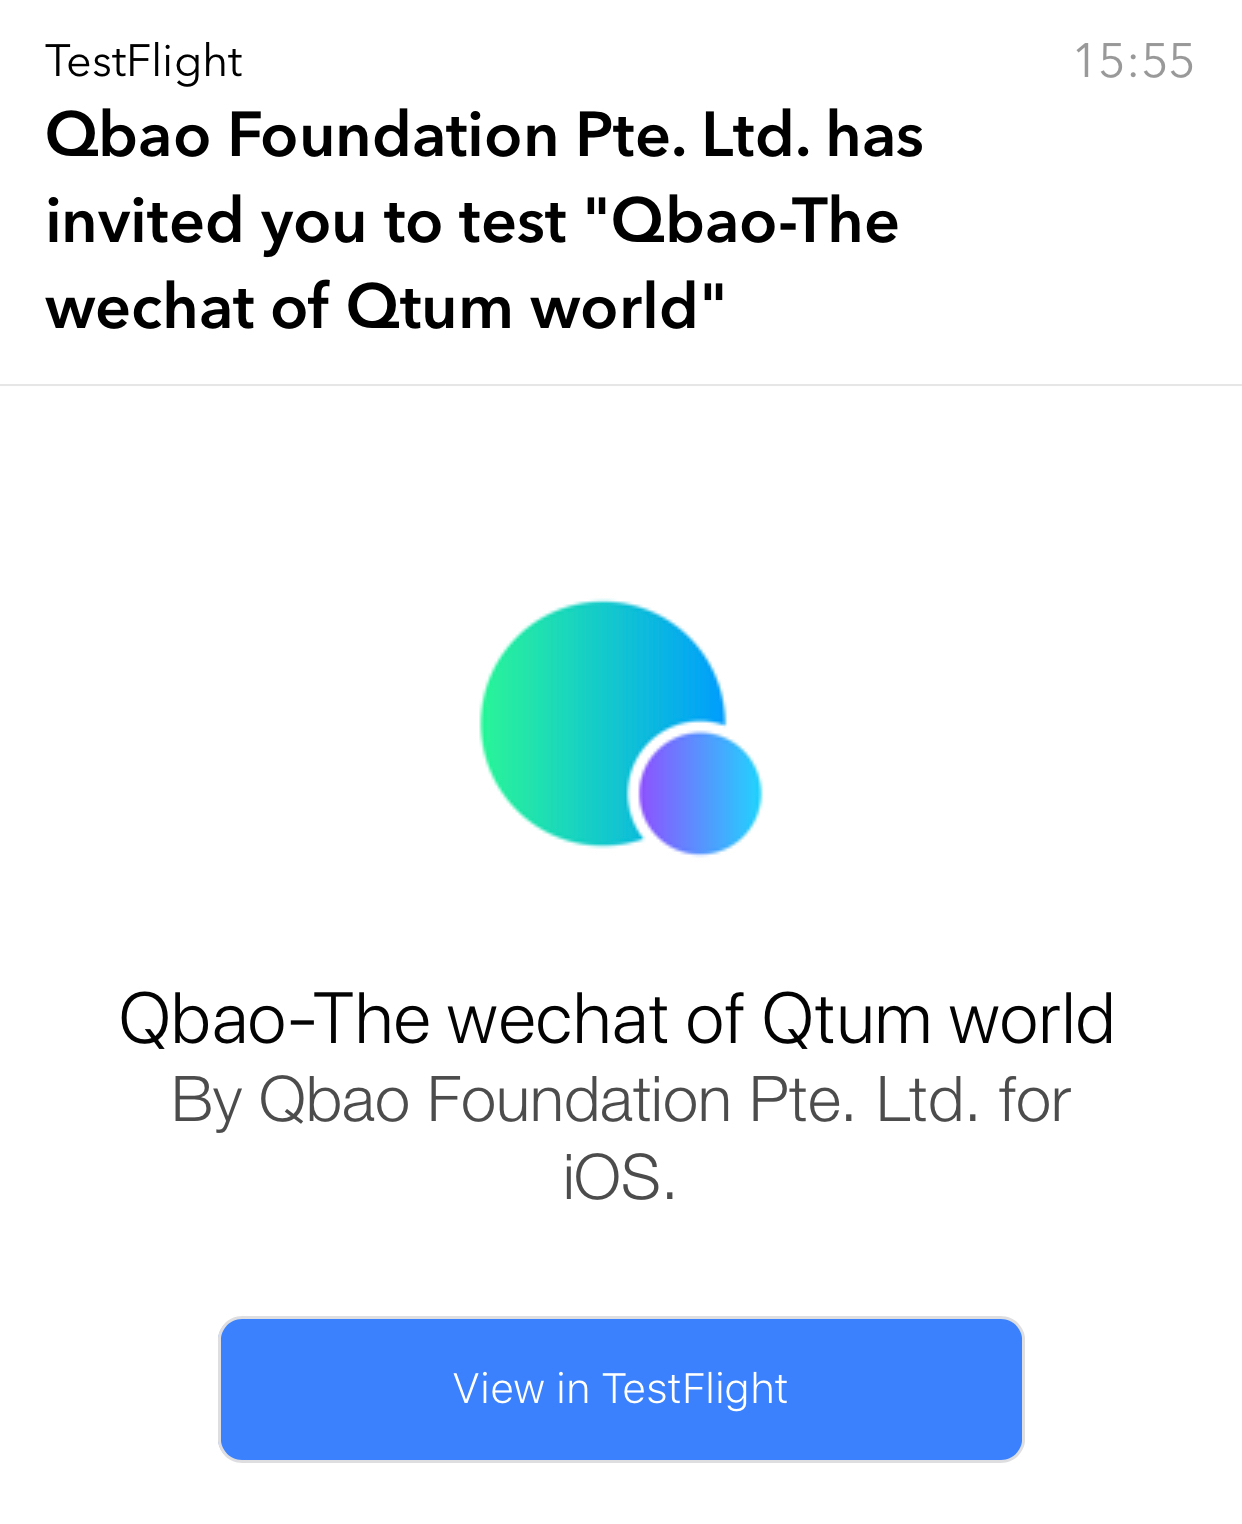 TestFlight
15:55
Qbao Foundation Pte. Ltd. has
invited you to test "Qbao-The
wechat of Qtum world"
Qbao-The wechat of Qtum world
By Qbao Foundation Pte. Ltd. for
iOS.
View in TestFlight